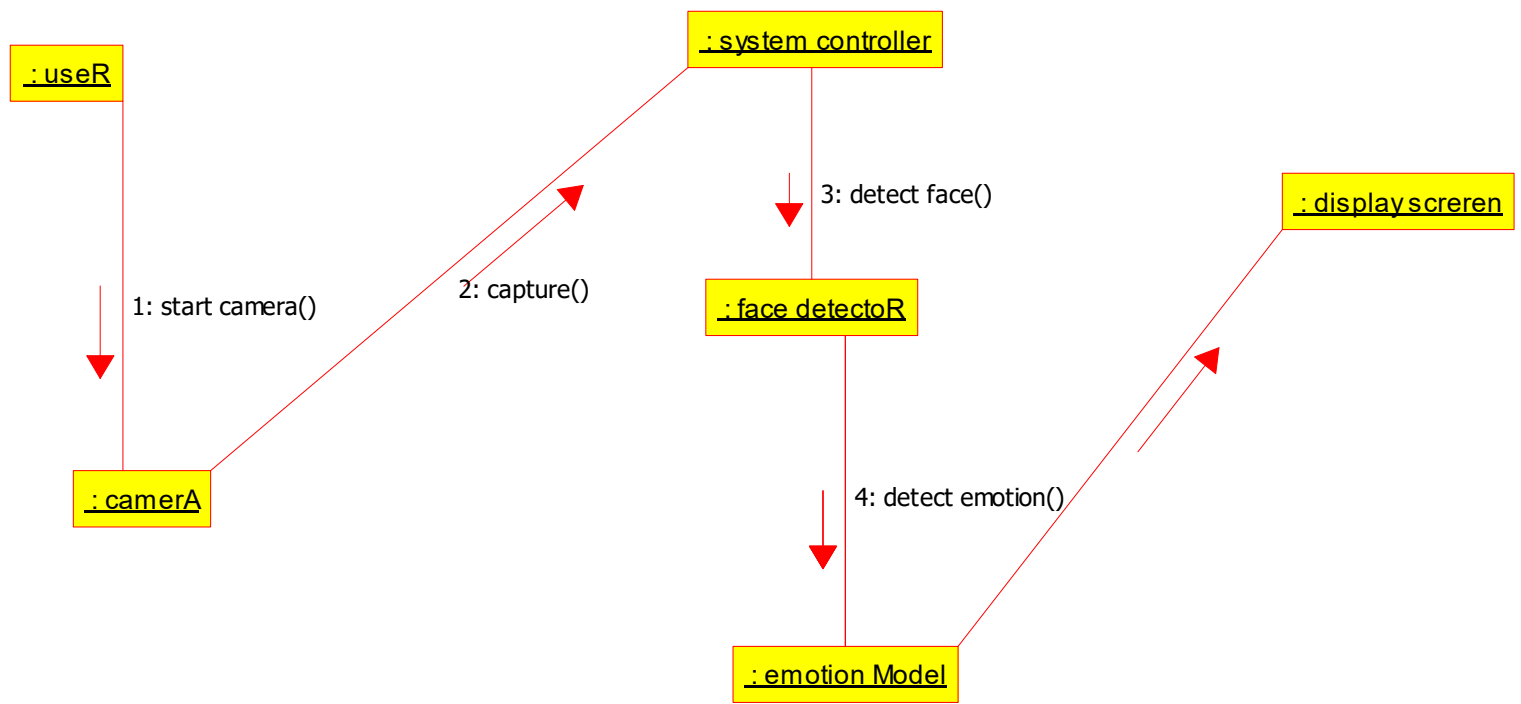 : system controller
: useR
: display screren
3: detect face()
2: capture()
1: start camera()
: face detectoR
: camerA
4: detect emotion()
: emotion Model